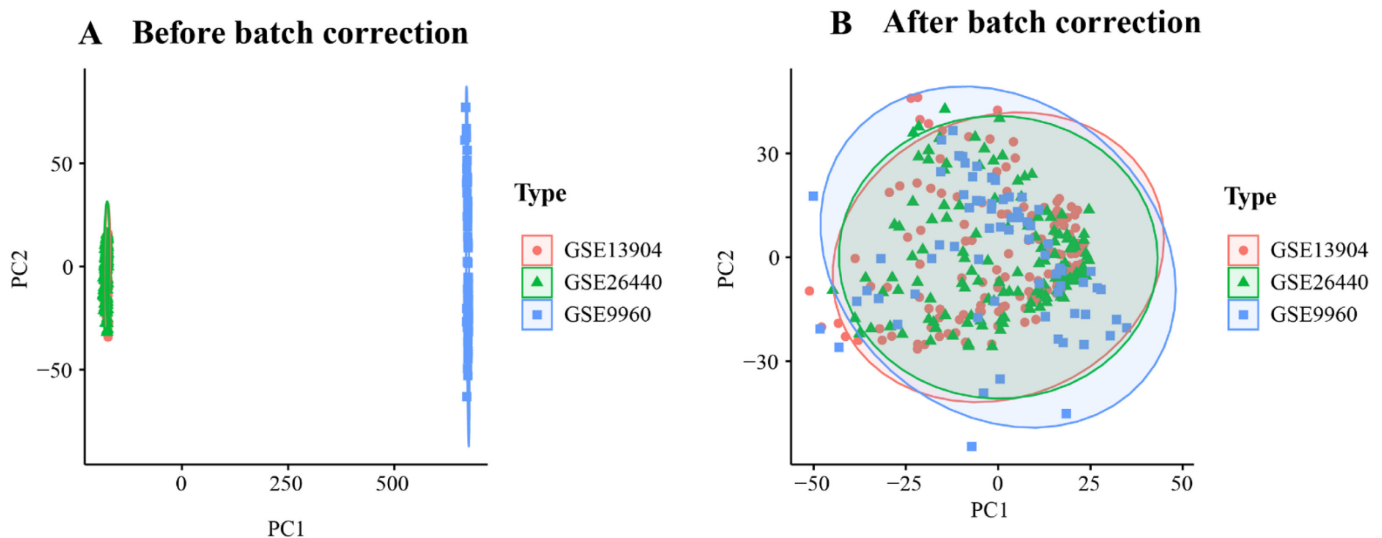 A Before batch correction
PC2
50
0
−50
0
250
500
PC1
Type
GSE13904
GSE26440
GSE9960
B After batch correction
PC2
30
0
−30
−50
−25
0
25
50
PC1
Type
GSE13904
GSE26440
GSE9960